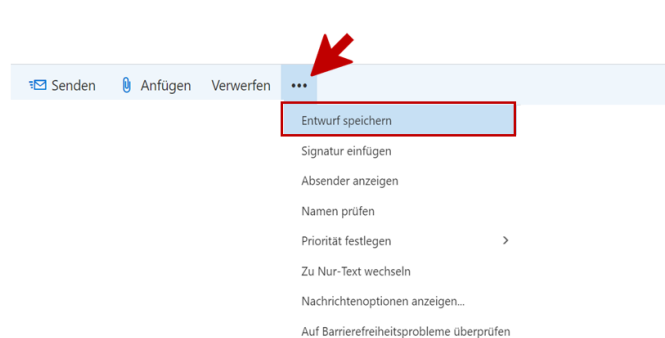 Senden Anfügen Verwerfen •••
Entwurf speichern
Signatur einfügen
Absender anzeigen
Namen prüfen
Priorität festlegen
Zu Nur-Text wechseln
Nachrichtenoptionen anzeigen...
Auf Barrierefreiheitsprobleme überprüfen